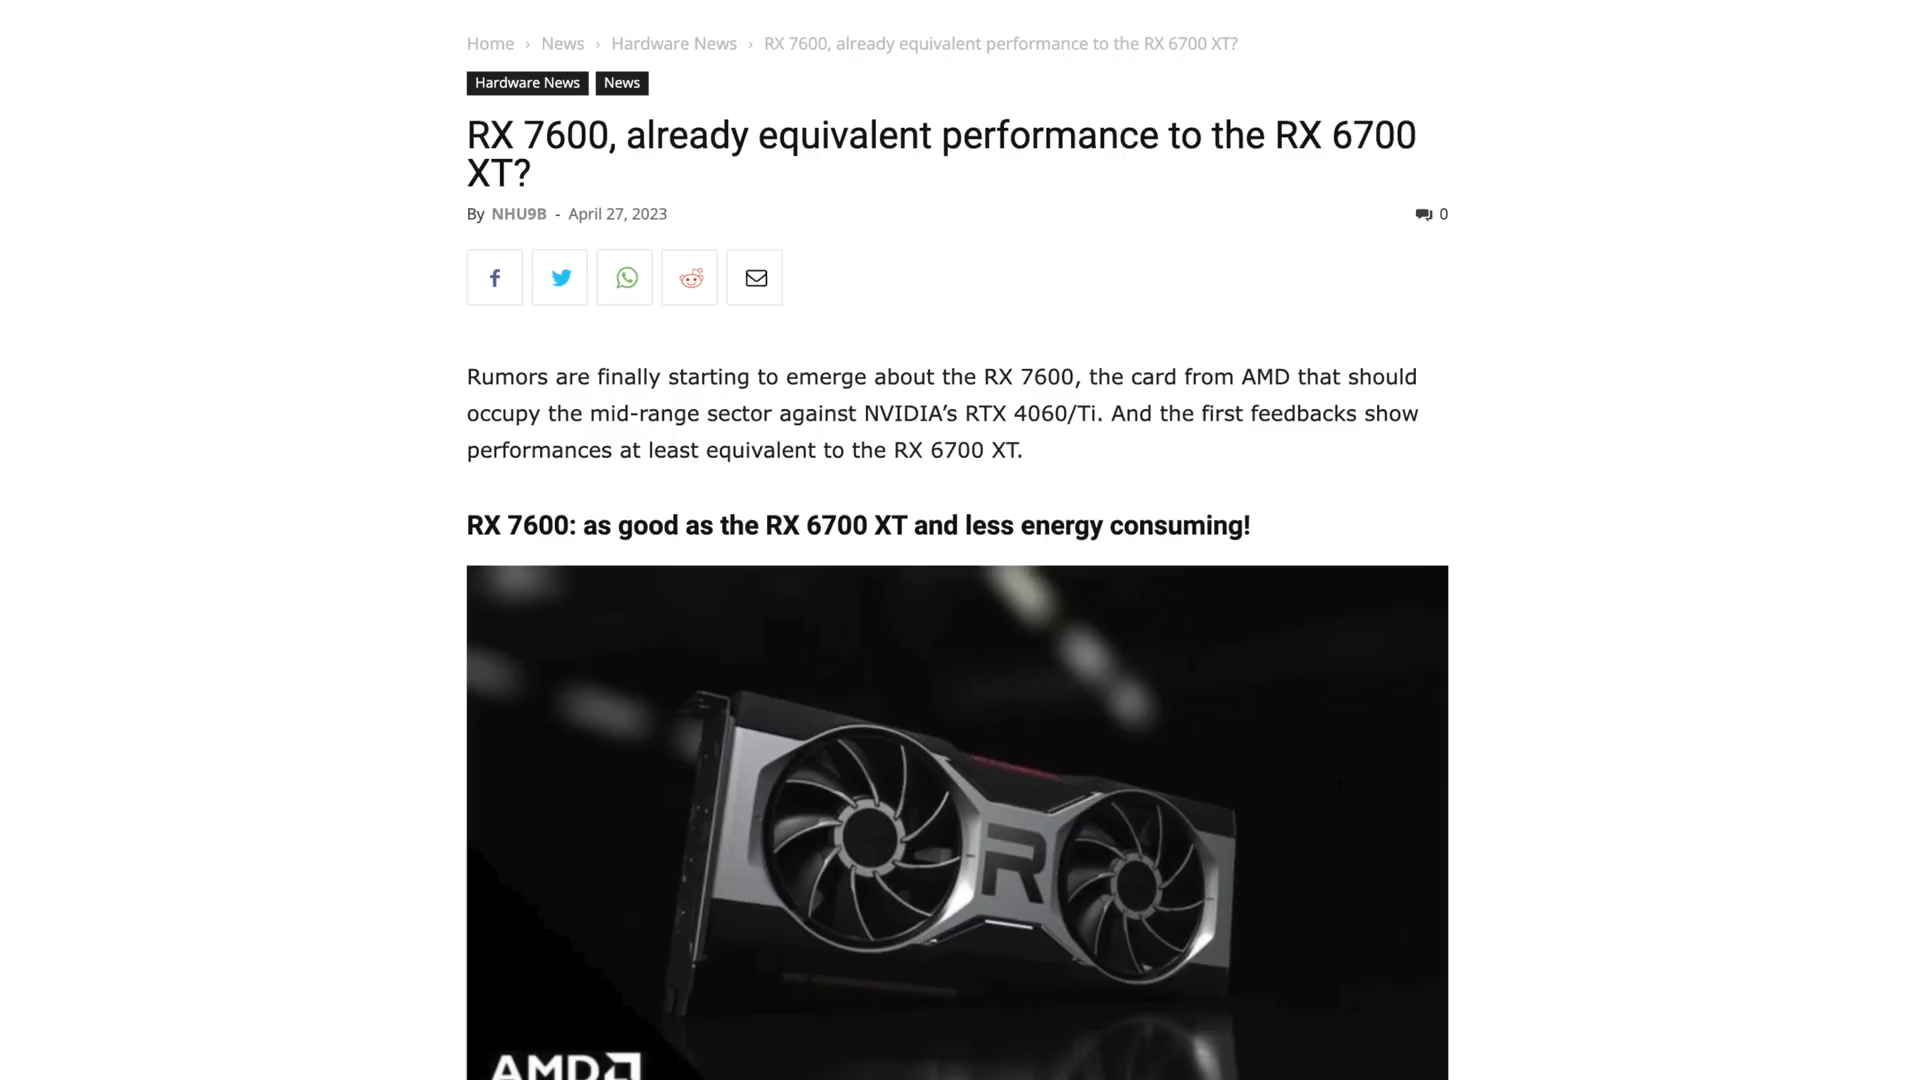 Home › News › Hardware News › RX 7600, already equivalent performance to the RX 6700 XT?
Hardware News News
RX 7600, already equivalent performance to the RX 6700
XT?
By NHU9B - April 27, 2023 0
Rumors are finally starting to emerge about the RX 7600, the card from AMD that should
occupy the mid-range sector against NVIDIA’s RTX 4060/Ti. And the first feedbacks show
performances at least equivalent to the RX 6700 XT.
RX 7600: as good as the RX 6700 XT and less energy consuming!
R
AMD